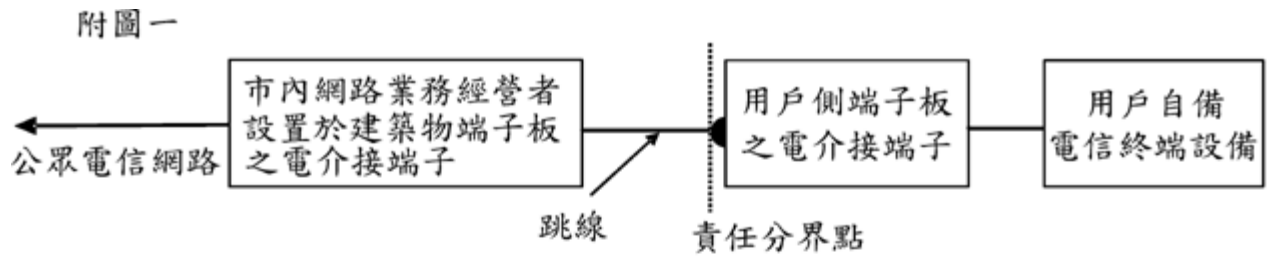 附圖一
市內網路業務經營者
設置於建築物端子板
之電介接端子
用戶側端子板
之電介接端子
用戶自備
電信終端設備
公眾電信網路
跳線
責任分界點